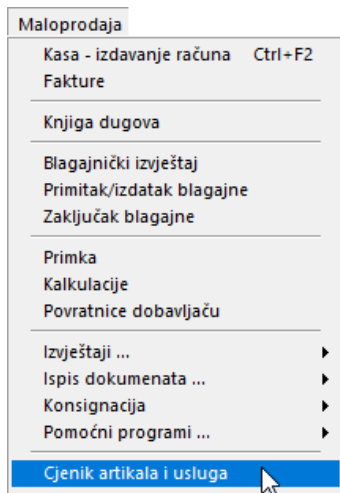 Maloprodaja
Kasa - izdavanje računa Ctrl+F2
Fakture
Knjiga dugova
Blagajnički izvještaj
Primitak/izdatak blagajne
Zaključak blagajne
Primka
Kalkulacije
Povratnice dobavljaču
Izvještaji ...
Ispis dokumenata ...
Konsignacija
Pomoćni programi ...
Cjenik artikala i usluga